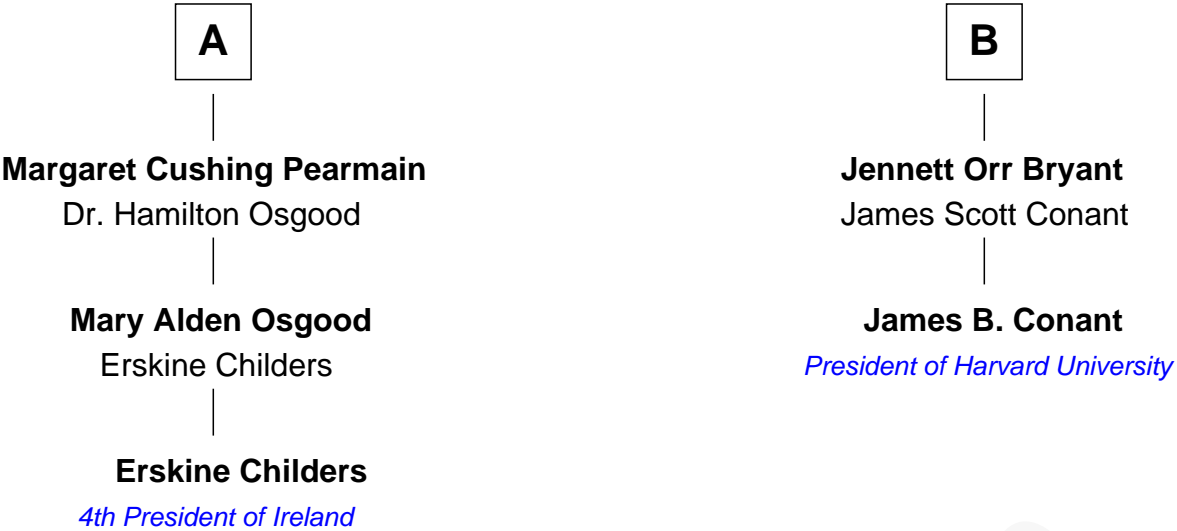 A
Margaret Cushing Pearmain
Dr. Hamilton Osgood
Mary Alden Osgood
Erskine Childers
Erskine Childers
4th President of Ireland
B
Jennett Orr Bryant
James Scott Conant
James B. Conant
President of Harvard University